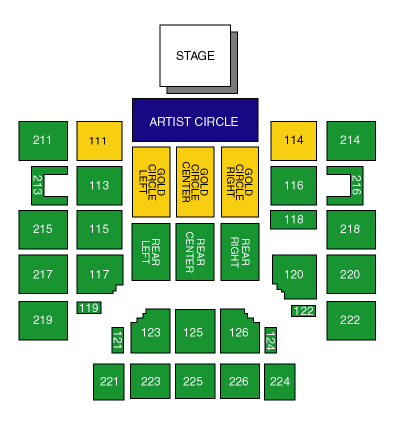 STAGE
ARTIST CIRCLE
211
111
114
214
GOLD
CIRCLE
LEFT
GOLD
CIRCLE
CENTER
GOLD
CIRCLE
RIGHT
213
113
116
216
215
115
118
218
REAR
LEFT
REAR
CENTER
REAR
RIGHT
217
117
120
220
219
119
122
222
121
123
125
126
124
221
223
225
226
224